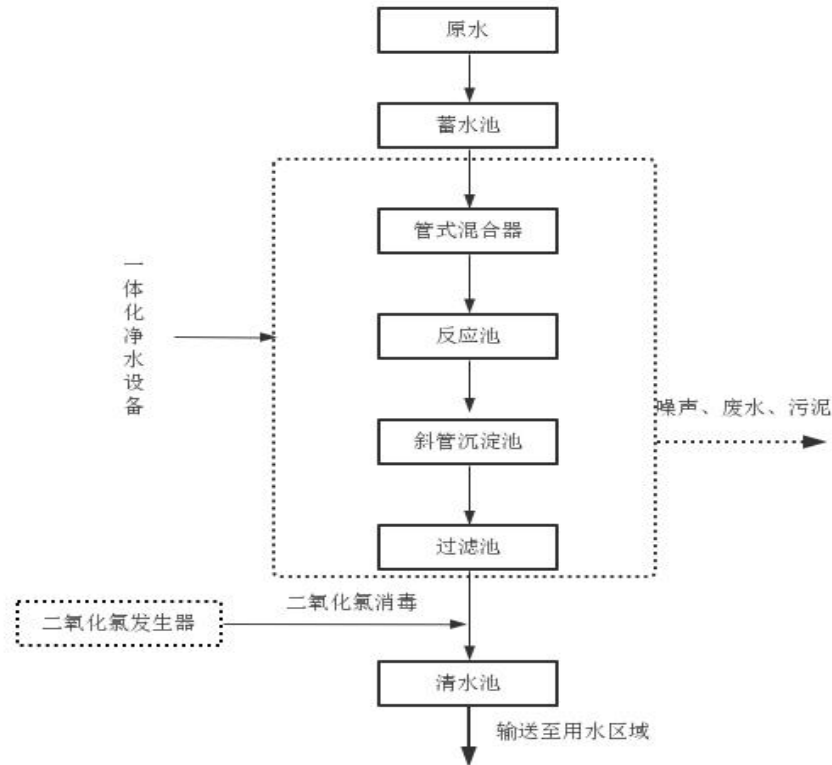 原水
蓄水池
管式混合器
一体化净水设备
反应池
噪声、废水、污泥
斜管沉淀池
过滤池
二氧化氯消毒
二氧化氯发生器
清水池
输送至用水区域